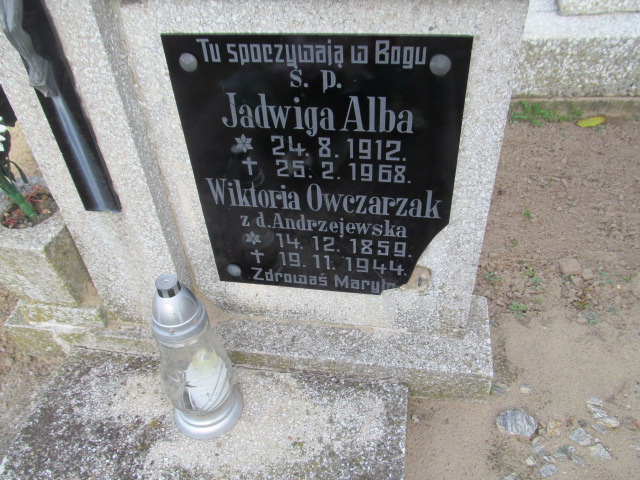 Tu spoczywają w Bogu
ś. p.
Jadwiga Alba
* 24. 8. 1912.
† 25. 2. 1968.
Wiktoria Owczarzak
z d. Andrzejewska
* 14. 12. 1859.
† 19. 11. 1944.
Zdrowaś Mary